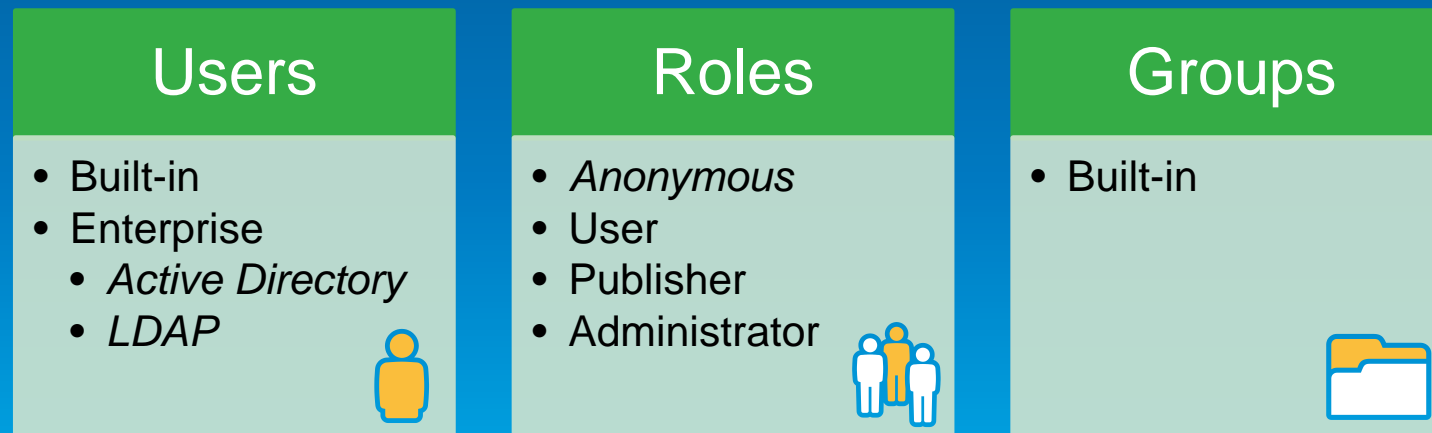 Users
• Built-in
• Enterprise
• Active Directory
• LDAP
Roles
• Anonymous
• User
• Publisher
• Administrator
Groups
• Built-in